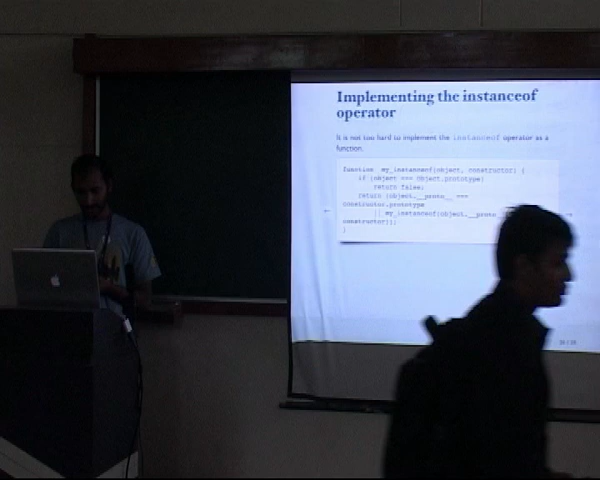 Implementing the instanceof
operator
It is not too hard to implement the instanceof operator as a
function.
function my_instanceof(object, constructor) {
if (object === Object.prototype)
return false;
return (object.__proto__ ===
constructor.prototype
|| my_instanceof(object.__proto
constructor));
}